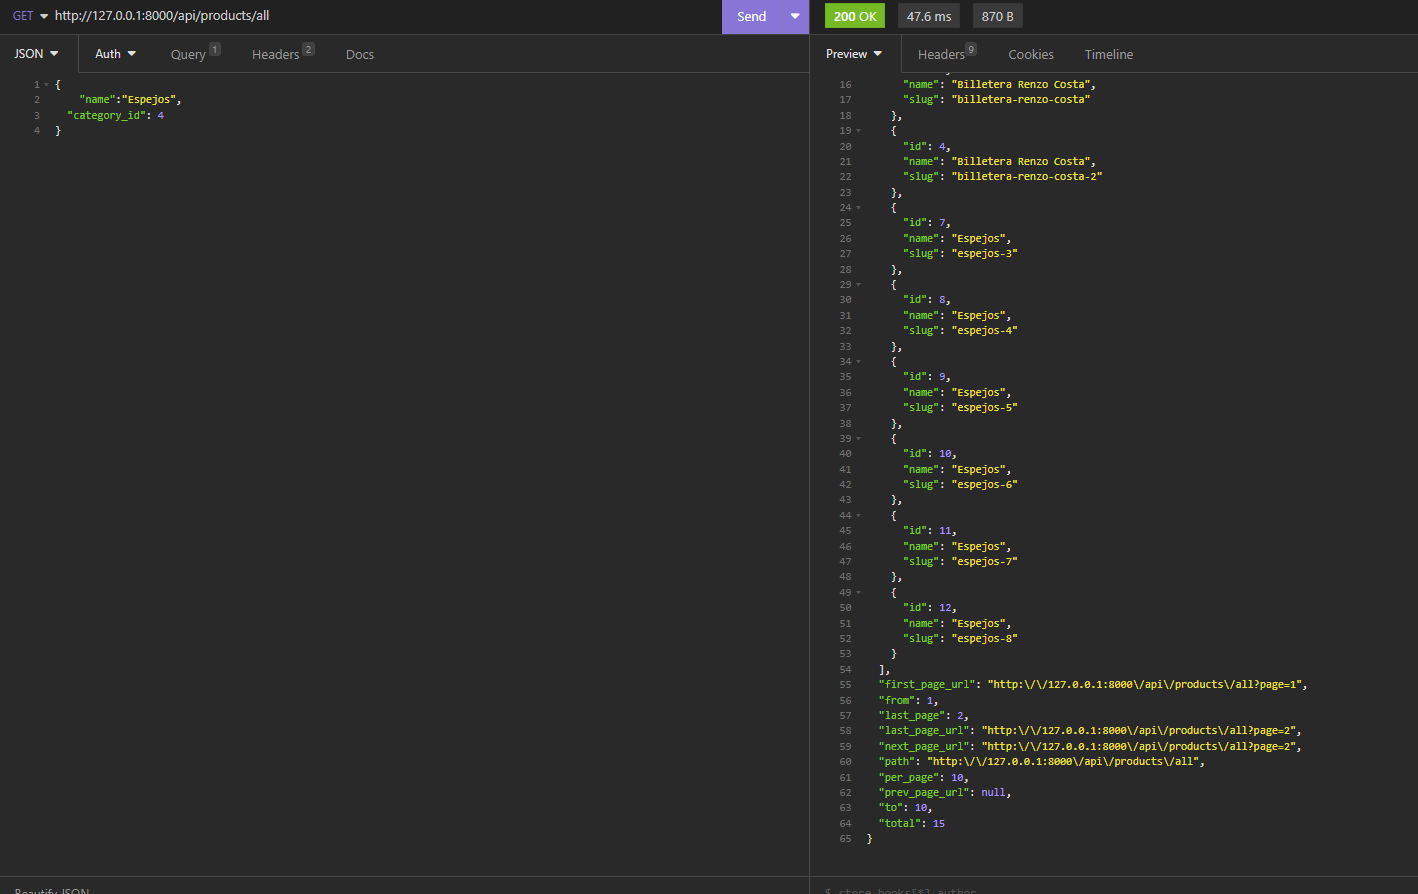 GET http://127.0.0.1:8000/api/products/all Send 200 OK 47.6 ms 870 B
JSON Auth Query 1 Headers 2 Docs
Preview Headers 9 Cookies Timeline
1 {
2 "name":"Espejos",
3 "category_id": 4
4 }
16 "name": "Billetera Renzo Costa",
17 "slug": "billetera-renzo-costa"
18 },
19 {
20 "id": 4,
21 "name": "Billetera Renzo Costa",
22 "slug": "billetera-renzo-costa-2"
23 },
24 {
25 "id": 7,
26 "name": "Espejos",
27 "slug": "espejos-3"
28 },
29 {
30 "id": 8,
31 "name": "Espejos",
32 "slug": "espejos-4"
33 },
34 {
35 "id": 9,
36 "name": "Espejos",
37 "slug": "espejos-5"
38 },
39 {
40 "id": 10,
41 "name": "Espejos",
42 "slug": "espejos-6"
43 },
44 {
45 "id": 11,
46 "name": "Espejos",
47 "slug": "espejos-7"
48 },
49 {
50 "id": 12,
51 "name": "Espejos",
52 "slug": "espejos-8"
53 }
54 ],
55 "first_page_url": "http:\/\/127.0.0.1:8000\/api\/products\/all?page=1",
56 "from": 1,
57 "last_page": 2,
58 "last_page_url": "http:\/\/127.0.0.1:8000\/api\/products\/all?page=2",
59 "next_page_url": "http:\/\/127.0.0.1:8000\/api\/products\/all?page=2",
60 "path": "http:\/\/127.0.0.1:8000\/api\/products\/all",
61 "per_page": 10,
62 "prev_page_url": null,
63 "to": 10,
64 "total": 15
65 }
Beautify JSON
$ store books[*] author